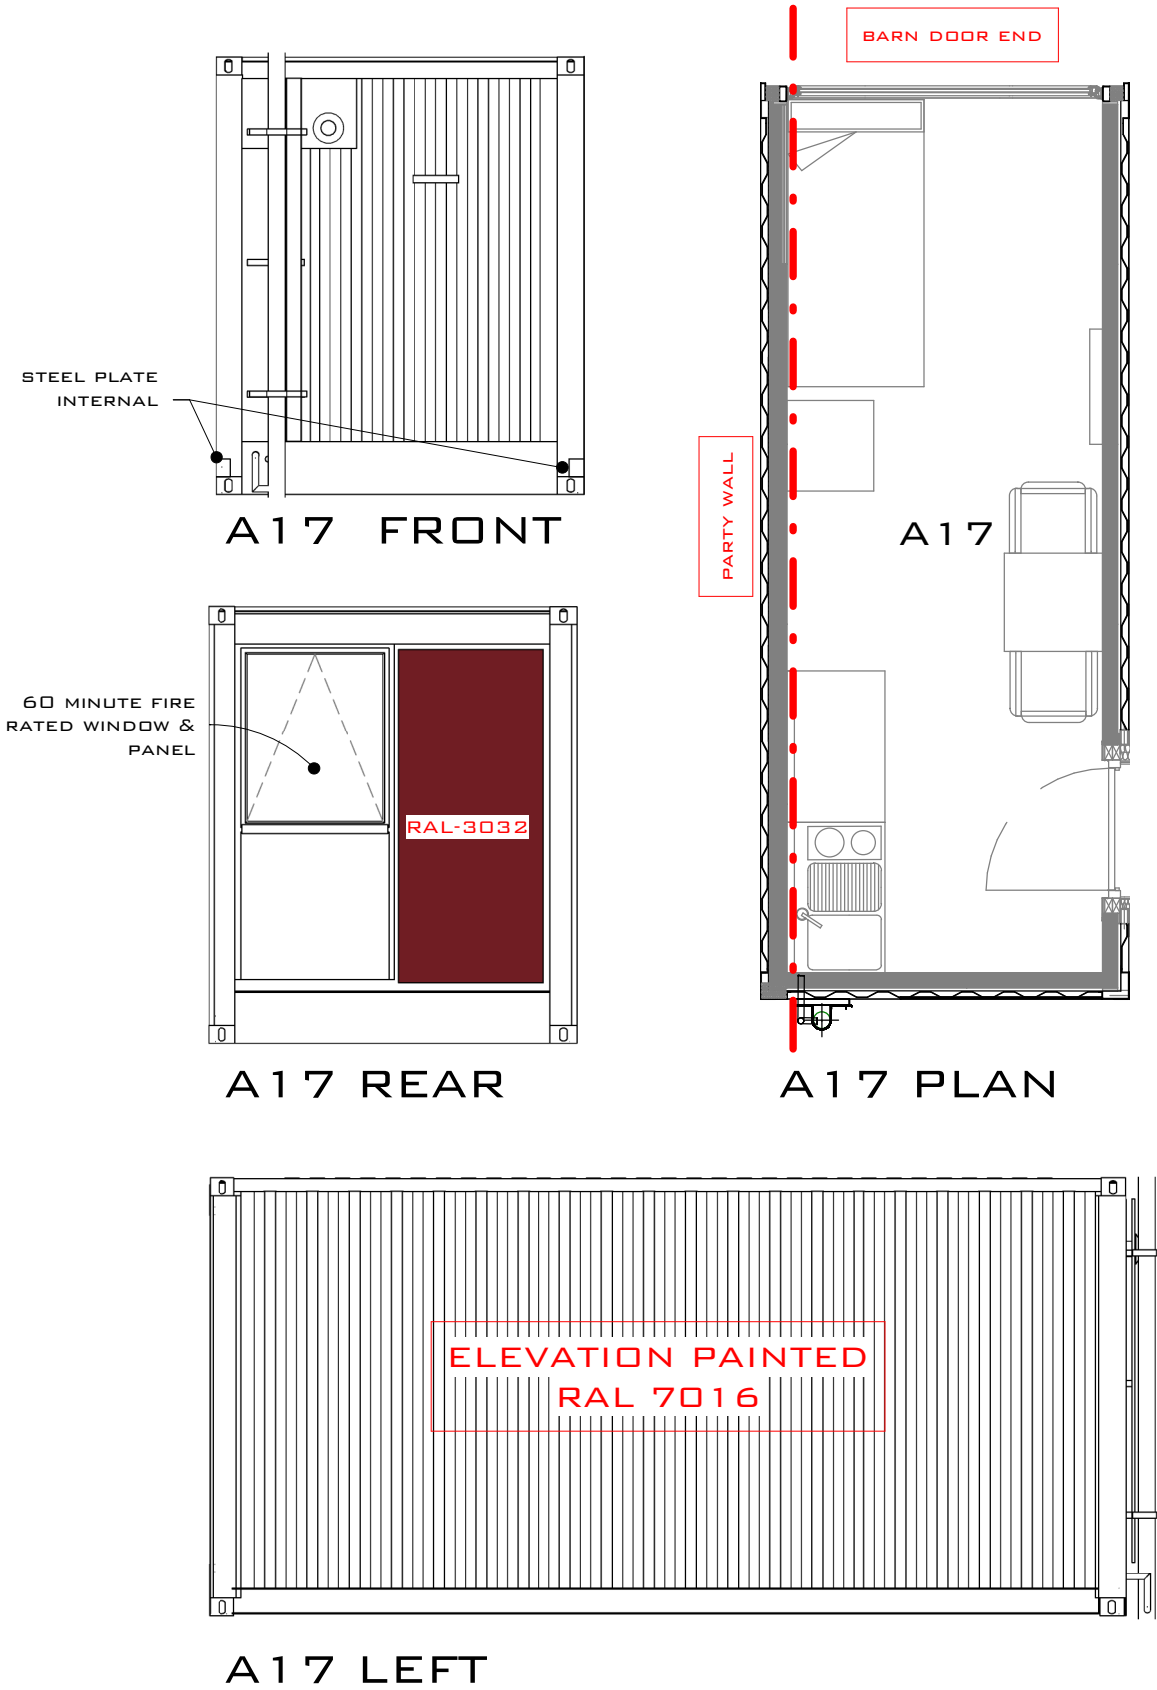 BARN DOOR END
STEEL PLATE
INTERNAL
A17 FRONT
PARTY WALL
A17
60 MINUTE FIRE
RATED WINDOW &
PANEL
RAL-3032
A17 REAR
A17 PLAN
ELEVATION PAINTED
RAL 7016
A17 LEFT